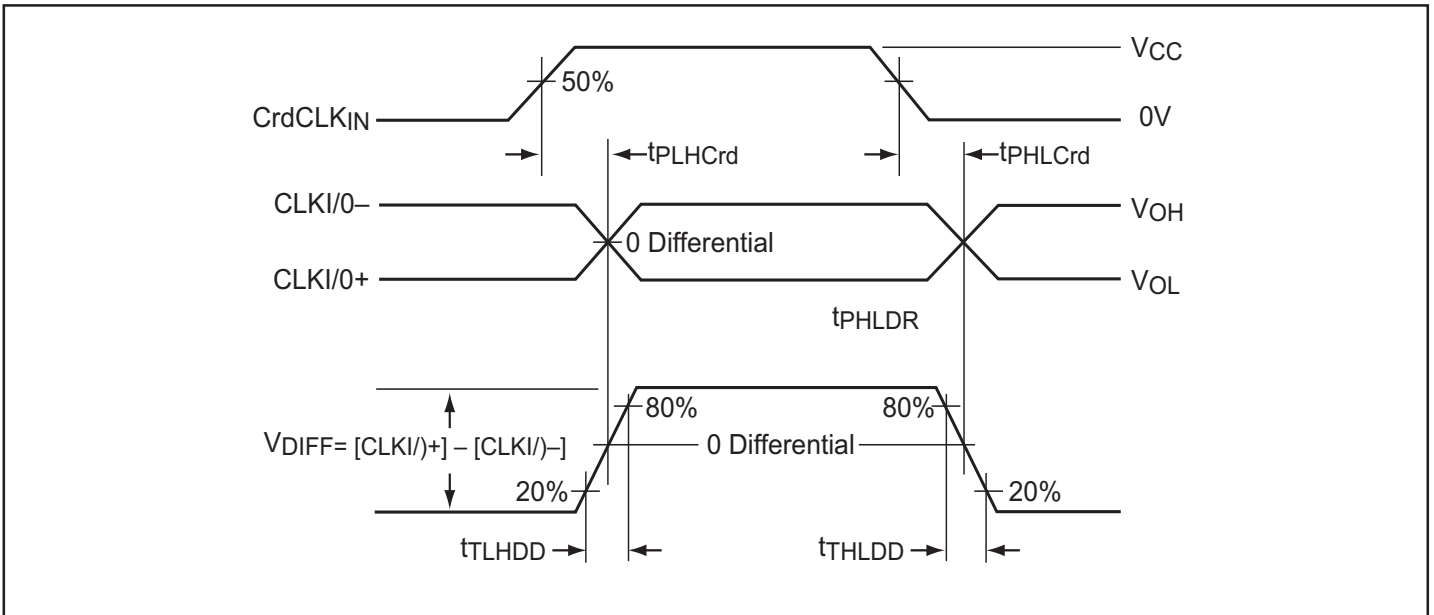 VCC
50%
CrdCLKIN
0V
tPLHCrd
tPHLCrd
CLKI/0–
VOH
0 Differential
CLKI/0+
VOL
tPHLDR
80%
80%
VDIFF= [CLKI/)+] – [CLKI/)–]
0 Differential
20%
20%
tTLHDD
tTHLDD